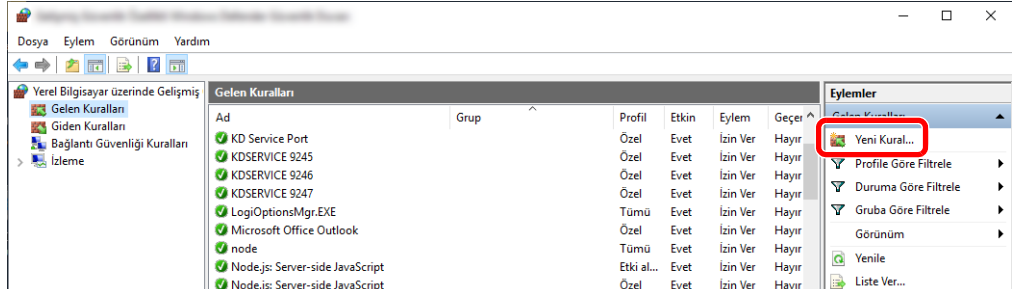 Dosya Eylem Görünüm Yardım
Yerel Bilgisayar üzerinde Gelişmiş
Gelen Kuralları
Giden Kuralları
Bağlantı Güvenliği Kuralları
İzleme
Gelen Kuralları
Ad Grup Profil Etkin Eylem Geçer
KD Service Port Özel Evet İzin Ver Hayır
KDSERVICE 9245 Özel Evet İzin Ver Hayır
KDSERVICE 9246 Özel Evet İzin Ver Hayır
KDSERVICE 9247 Özel Evet İzin Ver Hayır
LogiOptionsMgr.EXE Tümü Evet İzin Ver Hayır
Microsoft Office Outlook Özel Evet İzin Ver Hayır
node Tümü Evet İzin Ver Hayır
Node.js: Server-side JavaScript Etki al... Evet İzin Ver Hayır
Node.js: Server-side JavaScript Özel Evet İzin Ver Hayır
Eylemler
Gelen Kuralları
Yeni Kural...
Profile Göre Filtrele
Duruma Göre Filtrele
Gruba Göre Filtrele
Görünüm
Yenile
Liste Ver...